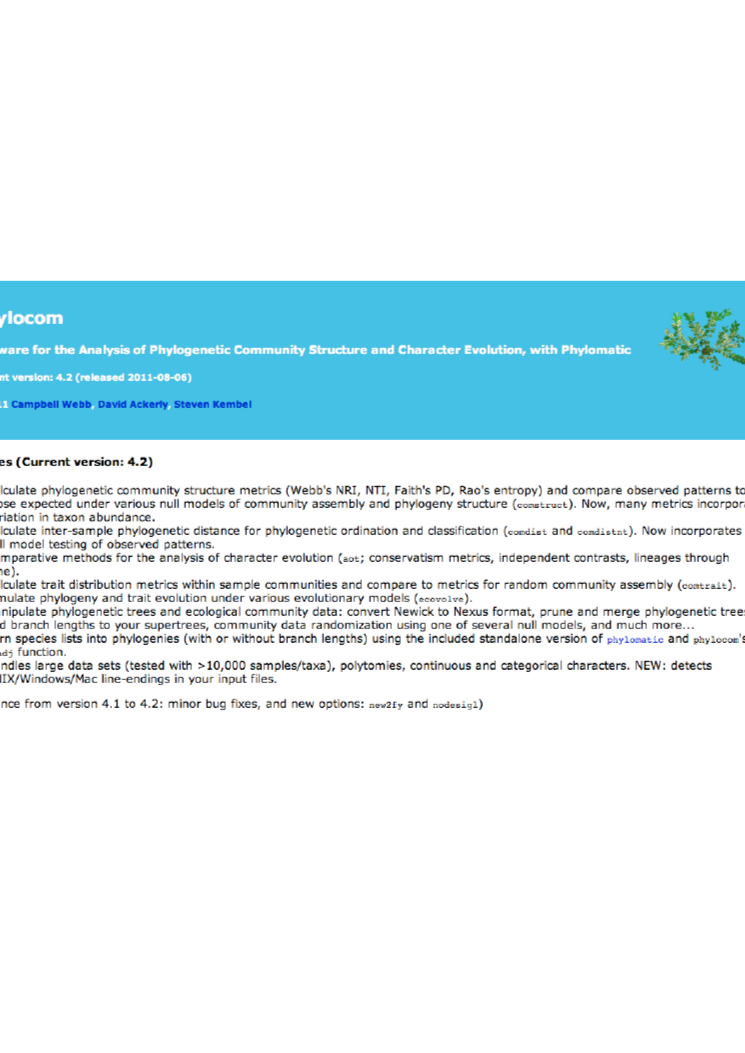 ylocom
ware for the Analysis of Phylogenetic Community Structure and Character Evolution, with Phylomatic
nt version: 4.2 (released 2011-08-06)
11 Campbell Webb, David Ackerly, Steven Kembel
es (Current version: 4.2)
lculate phylogenetic community structure metrics (Webb's NRI, NTI, Faith's PD, Rao's entropy) and compare observed patterns to
ose expected under various null models of community assembly and phylogeny structure (comstruct). Now, many metrics incorpora
riation in taxon abundance.
lculate inter-sample phylogenetic distance for phylogenetic ordination and classification (comdist and comdistnt). Now incorporates
ll model testing of observed patterns.
mparative methods for the analysis of character evolution (aot; conservatism metrics, independent contrasts, lineages through
ne).
lculate trait distribution metrics within sample communities and compare to metrics for random community assembly (comtrait).
mulate phylogeny and trait evolution under various evolutionary models (ecovolve).
nipulate phylogenetic trees and ecological community data: convert Newick to Nexus format, prune and merge phylogenetic trees
d branch lengths to your supertrees, community data randomization using one of several null models, and much more...
rn species lists into phylogenies (with or without branch lengths) using the included standalone version of phylomatic and phylocom's
adj function.
ndles large data sets (tested with >10,000 samples/taxa), polytomies, continuous and categorical characters. NEW: detects
IX/Windows/Mac line-endings in your input files.
nce from version 4.1 to 4.2: minor bug fixes, and new options: new2fy and nodesigl)